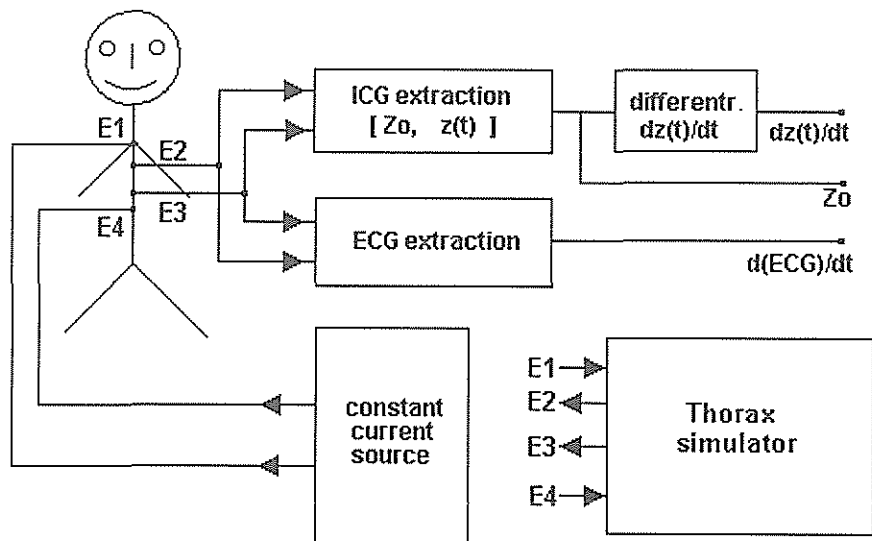 E1
E2
E3
E4
ICG extraction
[ Zo, z(t) ]
differentr.
dz(t)/dt
dz(t)/dt
Zo
ECG extraction
d(ECG)/dt
constant
current
source
E1
E2
E3
E4
Thorax
simulator